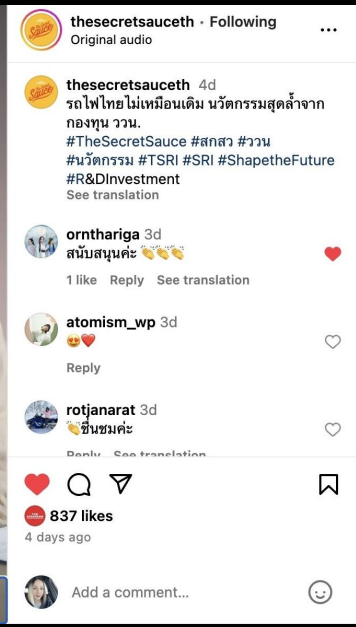 thesecretsauceth • Following
Original audio
thesecretsauceth 4d
รถไฟไทยไม่เหมือนเดิม นวัตกรรมสุดล้ำจาก
กองทุน ววน.
#TheSecretSauce #สกสว #ววน
#นวัตกรรม #TSRI #SRI #ShapetheFuture
#R&DInvestment
See translation
ornthariga 3d
สนับสนุนค่ะ 👏👏👏
1 like Reply See translation
atomism_wp 3d
😍❤️
Reply
rotjanarat 3d
👏ชื่นชมค่ะ
Reply See translation
837 likes
4 days ago
Add a comment...